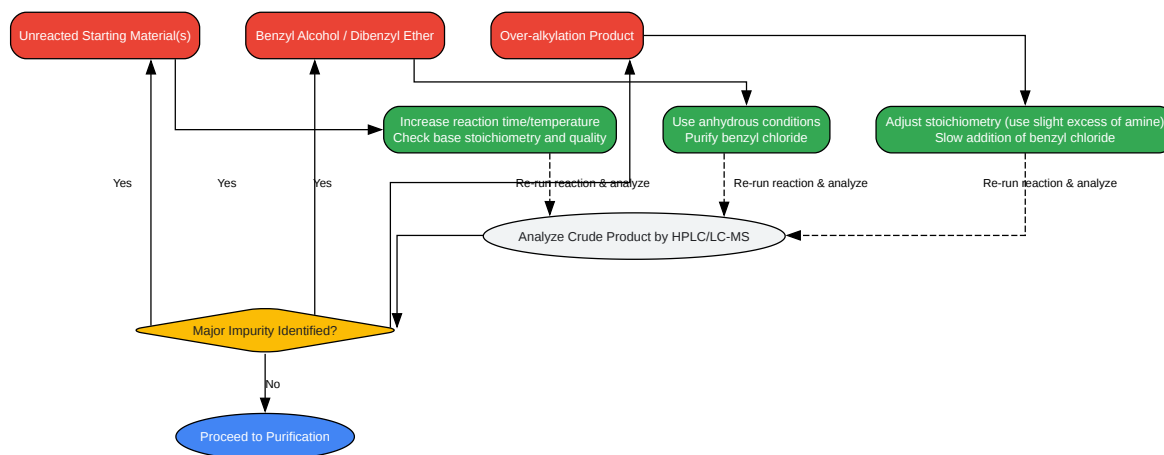 Unreacted Starting Material(s)
Benzyl Alcohol / Dibenzyl Ether
Over-alkylation Product
Increase reaction time/temperature
Check base stoichiometry and quality
Use anhydrous conditions
Purify benzyl chloride
Adjust stoichiometry (use slight excess of amine)
Slow addition of benzyl chloride
Yes
Yes
Yes
Re-run reaction & analyze
Re-run reaction & analyze
Re-run reaction & analyze
Analyze Crude Product by HPLC/LC-MS
Major Impurity Identified?
No
Proceed to Purification